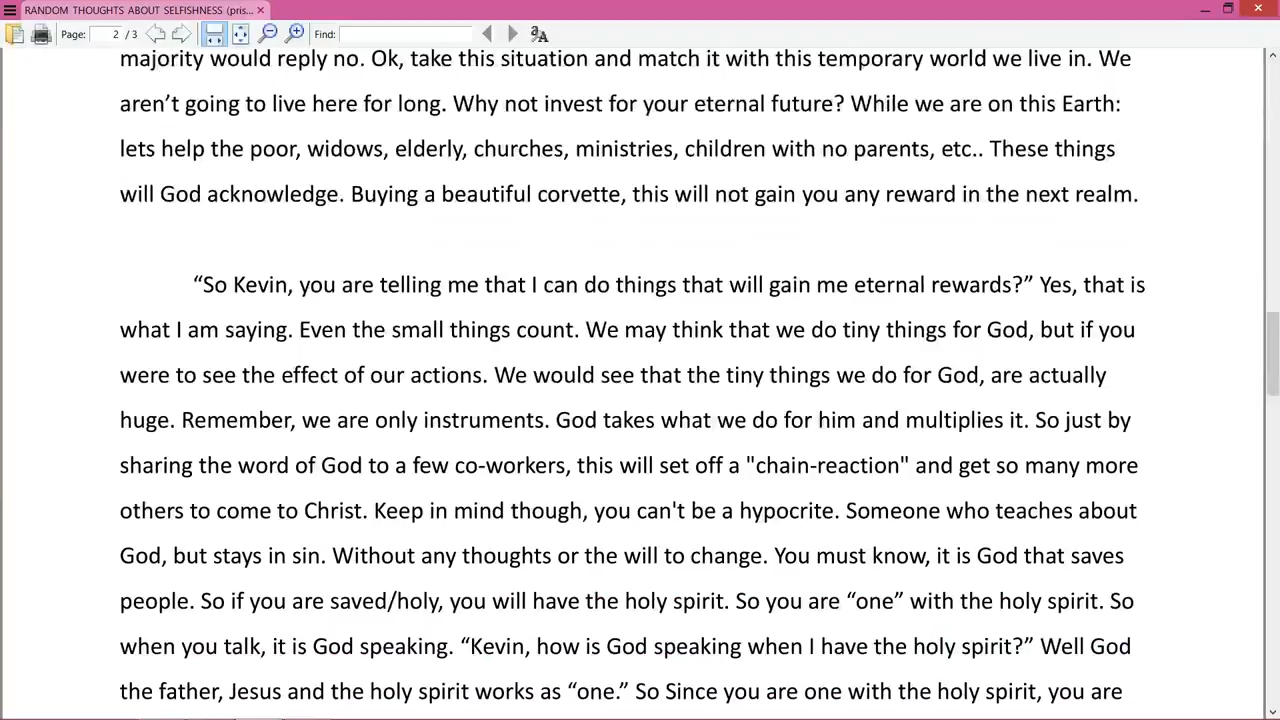 RANDOM THOUGHTS ABOUT SELFISHNESS (pris...
Page: 2 / 3 Find:
majority would reply no. Ok, take this situation and match it with this temporary world we live in. We
aren’t going to live here for long. Why not invest for your eternal future? While we are on this Earth:
lets help the poor, widows, elderly, churches, ministries, children with no parents, etc.. These things
will God acknowledge. Buying a beautiful corvette, this will not gain you any reward in the next realm.
“So Kevin, you are telling me that I can do things that will gain me eternal rewards?” Yes, that is
what I am saying. Even the small things count. We may think that we do tiny things for God, but if you
were to see the effect of our actions. We would see that the tiny things we do for God, are actually
huge. Remember, we are only instruments. God takes what we do for him and multiplies it. So just by
sharing the word of God to a few co-workers, this will set off a "chain-reaction" and get so many more
others to come to Christ. Keep in mind though, you can't be a hypocrite. Someone who teaches about
God, but stays in sin. Without any thoughts or the will to change. You must know, it is God that saves
people. So if you are saved/holy, you will have the holy spirit. So you are “one” with the holy spirit. So
when you talk, it is God speaking. “Kevin, how is God speaking when I have the holy spirit?” Well God
the father, Jesus and the holy spirit works as “one.” So Since you are one with the holy spirit, you are